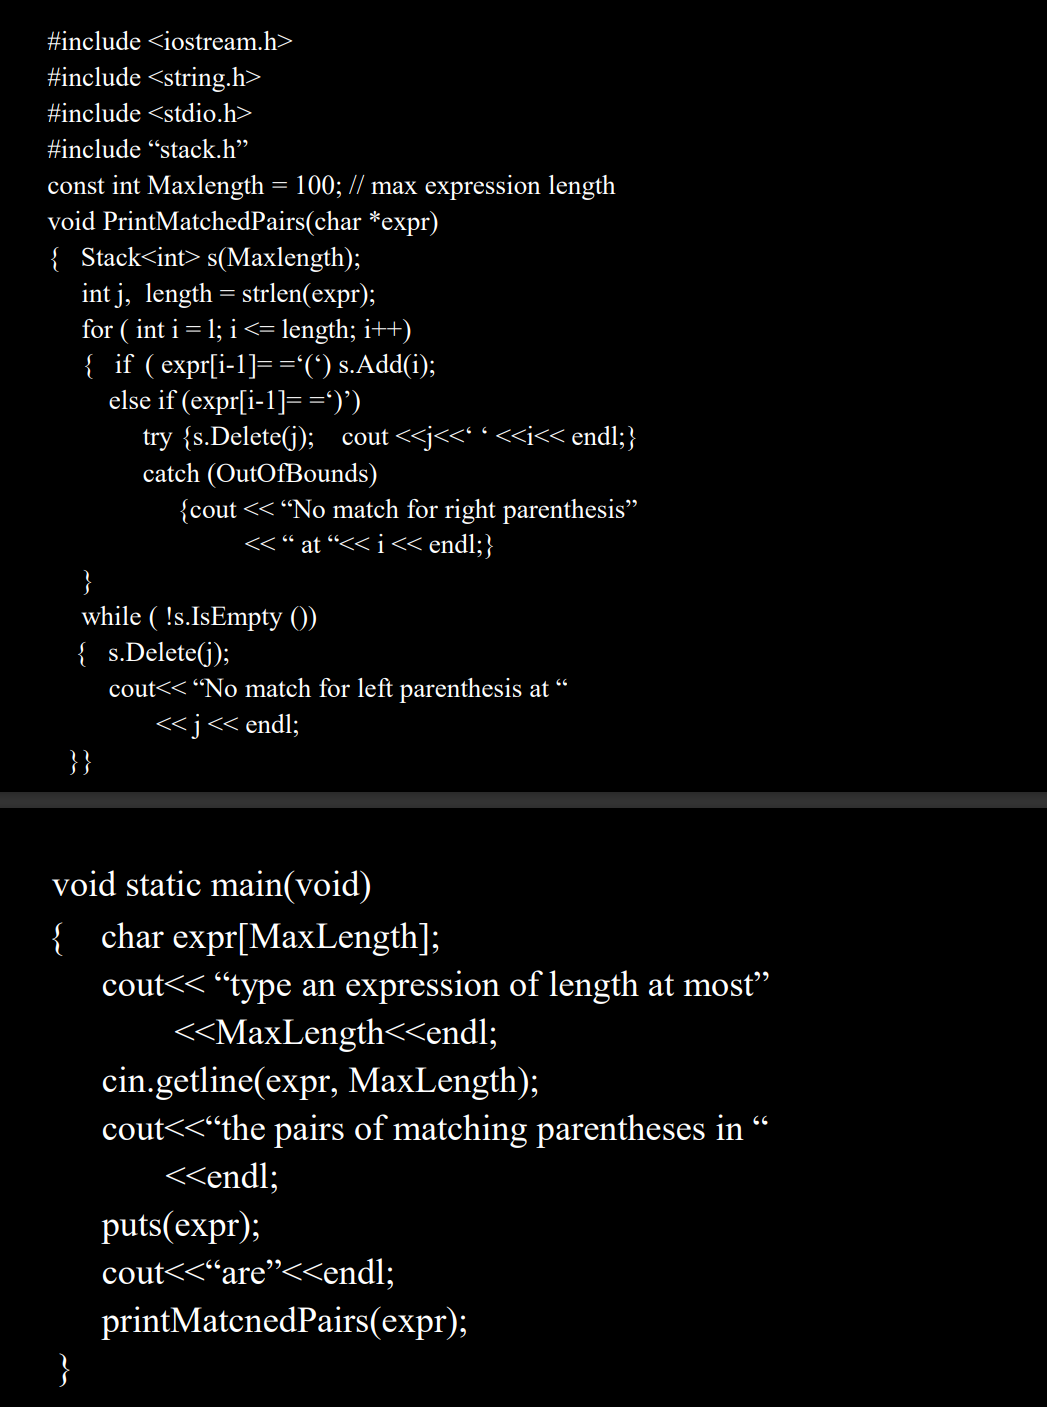 #include <iostream.h>
#include <string.h>
#include <stdio.h>
#include “stack.h”
const int Maxlength = 100; // max expression length
void PrintMatchedPairs(char *expr)
{ Stack<int> s(Maxlength);
int j, length = strlen(expr);
for ( int i = l; i <= length; i++)
{ if ( expr[i-1]= =‘(‘) s.Add(i);
else if (expr[i-1]= =‘)’)
try {s.Delete(j); cout <<j<<‘ ‘ <<i<< endl;}
catch (OutOfBounds)
{cout << “No match for right parenthesis”
<< “ at “<< i << endl;}
}
while ( !s.IsEmpty ())
{ s.Delete(j);
cout<< “No match for left parenthesis at “
<< j << endl;
}}
void static main(void)
{ char expr[MaxLength];
cout<< “type an expression of length at most”
<<MaxLength<<endl;
cin.getline(expr, MaxLength);
cout<<“the pairs of matching parentheses in “
<<endl;
puts(expr);
cout<<“are”<<endl;
printMatcnedPairs(expr);
}